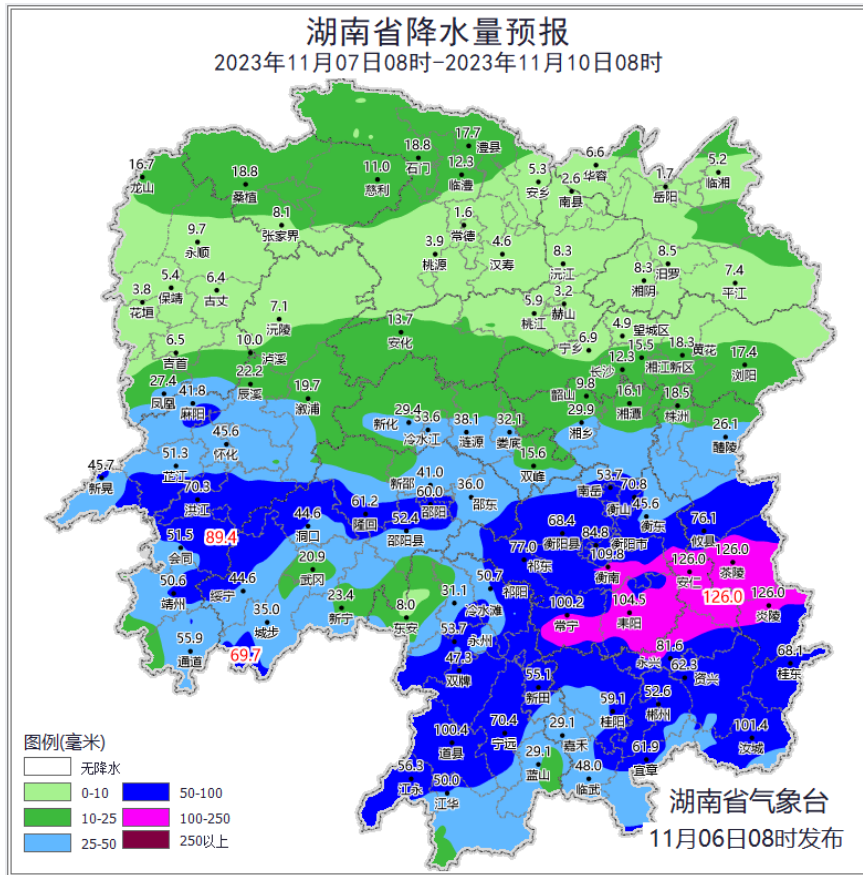 湖南省降水量预报
2023年11月07日08时-2023年11月10日08时
17.7
澧县
18.8
石门
16.7
龙山
18.8
桑植
11.0
慈利
12.3
临澧
5.3
安乡
6.6
华容
2.6
南县
1.7
岳阳
5.2
临湘
9.7
永顺
8.1
张家界
1.6
常德
3.9
桃源
4.6
汉寿
8.3
沅江
8.5
汨罗
8.3
湘阴
7.4
平江
5.4
保靖
3.8
花垣
6.4
古丈
7.1
沅陵
3.2
赫山
5.9
桃江
13.7
安化
4.9
望城区
6.9
宁乡
6.5
吉首
10.0
泸溪
15.5
湘江新区
18.3
黄花
12.3
长沙
17.4
浏阳
27.4
凤凰
41.8
麻阳
22.2
辰溪
19.7
溆浦
9.8
韶山
16.1
湘潭
18.5
株洲
29.4
新化
33.6
冷水江
38.1
涟源
32.1
娄底
29.9
湘乡
26.1
醴陵
45.6
怀化
51.3
芷江
45.7
新晃
15.6
双峰
41.0
新邵
60.0
邵阳
36.0
邵东
53.7
南岳
70.8
衡山
45.6
衡东
70.3
洪江
61.2
隆回
44.6
洞口
52.4
邵阳县
68.4
衡阳县
84.8
衡阳市
76.1
攸县
89.4
51.5
会同
77.0
祁东
109.8
衡南
126.0
安仁
126.0
茶陵
20.9
武冈
50.6
靖州
44.6
绥宁
50.7
祁阳
31.1
冷水滩
126.0
126.0
炎陵
35.0
城步
23.4
新宁
8.0
东安
100.2
常宁
104.5
耒阳
53.7
永州
55.9
通道
69.7
47.3
双牌
81.6
永兴
62.3
资兴
68.1
桂东
55.1
新田
59.1
桂阳
52.6
郴州
100.4
道县
70.4
宁远
29.1
嘉禾
101.4
汝城
29.1
蓝山
48.0
临武
61.9
宜章
56.3
江永
50.0
江华
图例(毫米)
无降水
0-10
50-100
10-25
100-250
25-50
250以上
湖南省气象台
11月06日08时发布